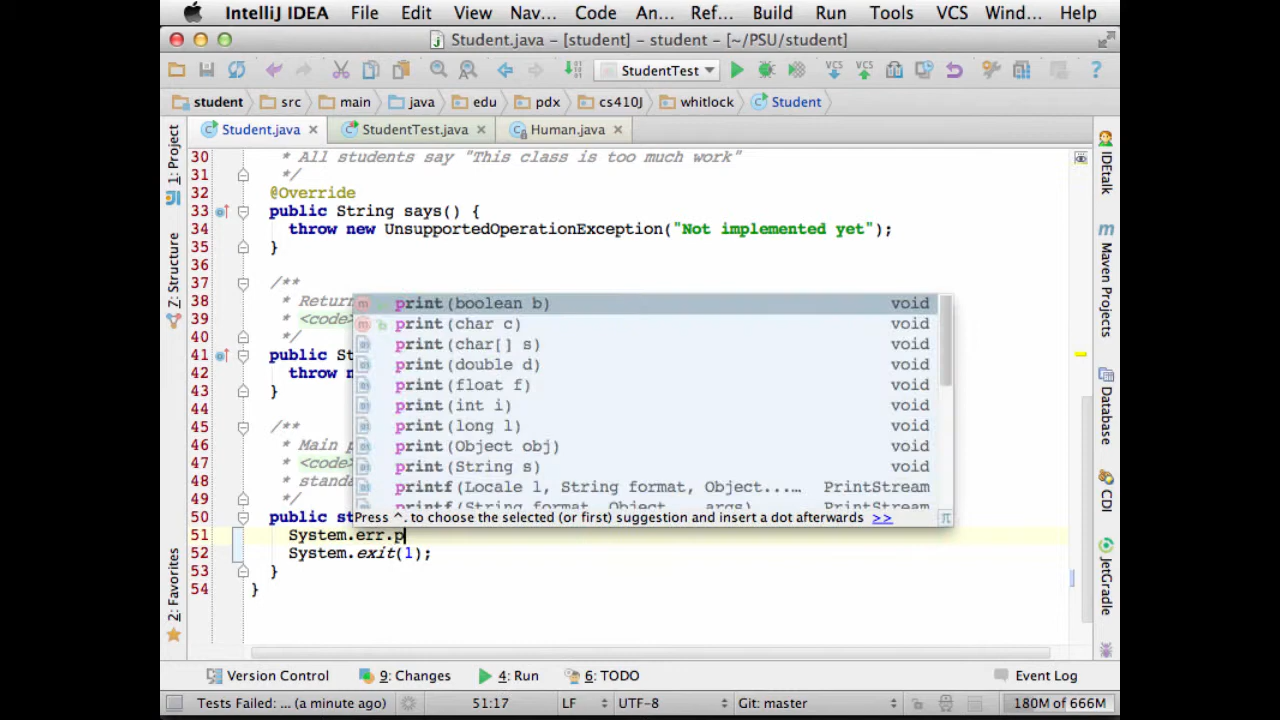 IntelliJ IDEA File Edit View Nav... Code An... Ref... Build Run Tools VCS Wind... Help
Student.java – [student] – student – [~/PSU/student]
StudentTest VCS VCS ?
student src main java edu pdx cs410J whitlock Student
Student.java StudentTest.java Human.java
30 * All students say "This class is too much work"
31 */
32 @Override
33 public String says() {
34 throw new UnsupportedOperationException("Not implemented yet");
35 }
36
37 /**
38 * Return
39 * <code>
40 */
41 public St
42 throw n
43 }
44
45 /**
46 * Main p
47 * <code>
48 * standa
49 */
50 public st
51 System.err.p
52 System.exit(1);
53 }
54 }
print(boolean b) void
print(char c) void
print(char[] s) void
print(double d) void
print(float f) void
print(int i) void
print(long l) void
print(Object obj) void
print(String s) void
printf(Locale l, String format, Object...... PrintStream
printf(String format, Object... args) PrintStream
Press ^. to choose the selected (or first) suggestion and insert a dot afterwards >> π
1: Project
7: Structure
2: Favorites
IDEtalk
Maven Projects
Database
CDI
JetGradle
Version Control 9: Changes 4: Run 6: TODO Event Log
Tests Failed: ... (a minute ago) 51:17 LF UTF-8 Git: master 180M of 666M